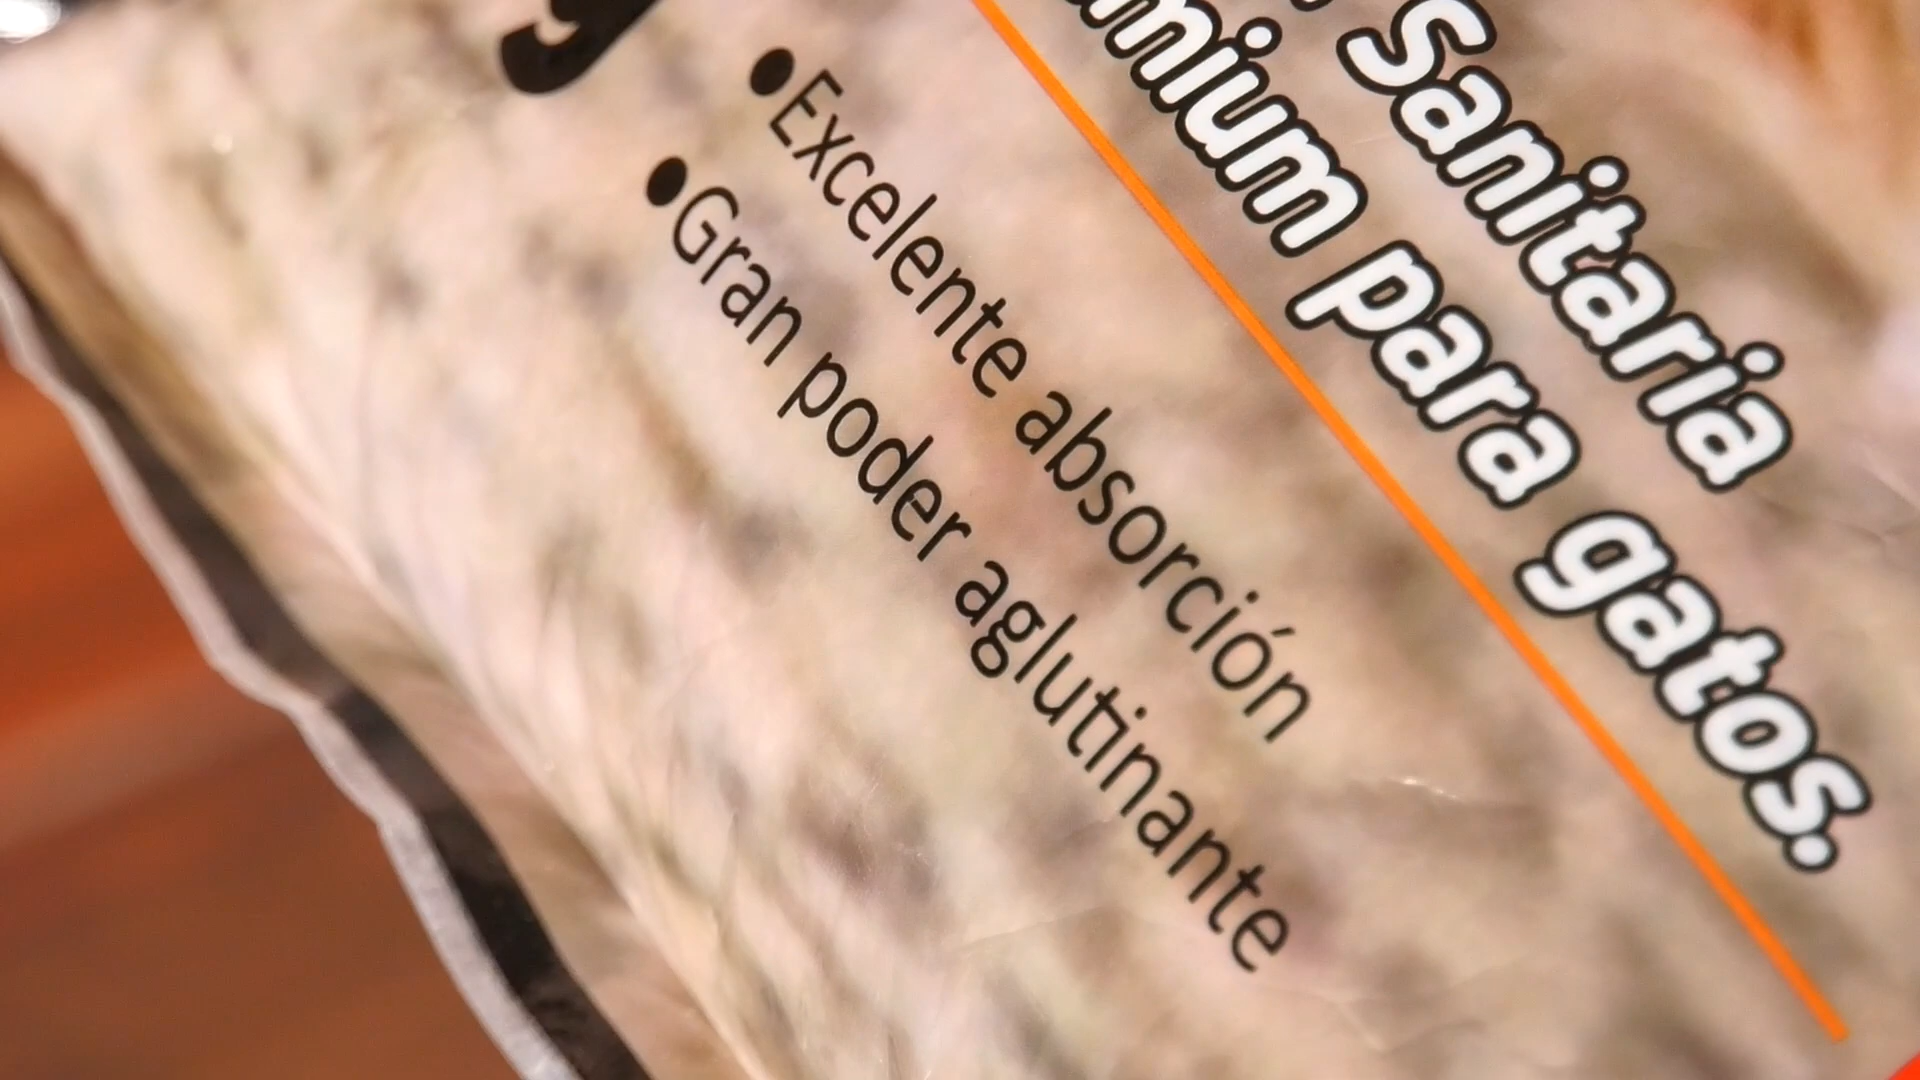 Sanitaria
mium para gatos.
•Excelente absorción
•Gran poder aglutinante
g